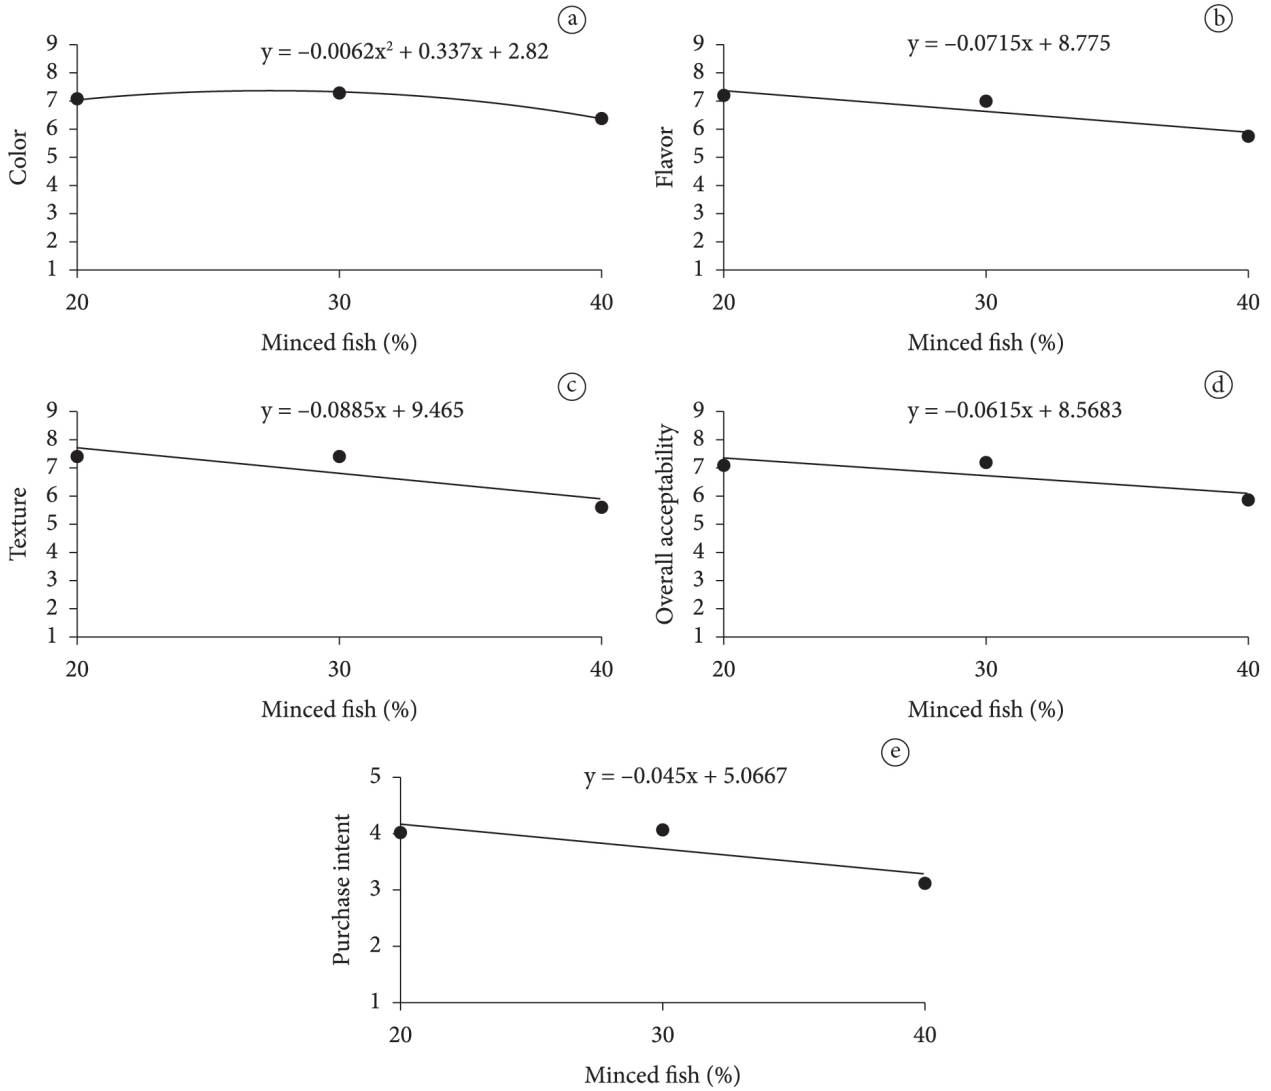 a
y = –0.0062x² + 0.337x + 2.82
9
8
7
6
5
4
3
2
1
Color
20 30 40
Minced fish (%)
b
y = –0.0715x + 8.775
9
8
7
6
5
4
3
2
1
Flavor
20 30 40
Minced fish (%)
c
y = –0.0885x + 9.465
9
8
7
6
5
4
3
2
1
Texture
20 30 40
Minced fish (%)
d
y = –0.0615x + 8.5683
9
8
7
6
5
4
3
2
1
Overall acceptability
20 30 40
Minced fish (%)
e
y = –0.045x + 5.0667
5
4
3
2
1
Purchase intent
20 30 40
Minced fish (%)